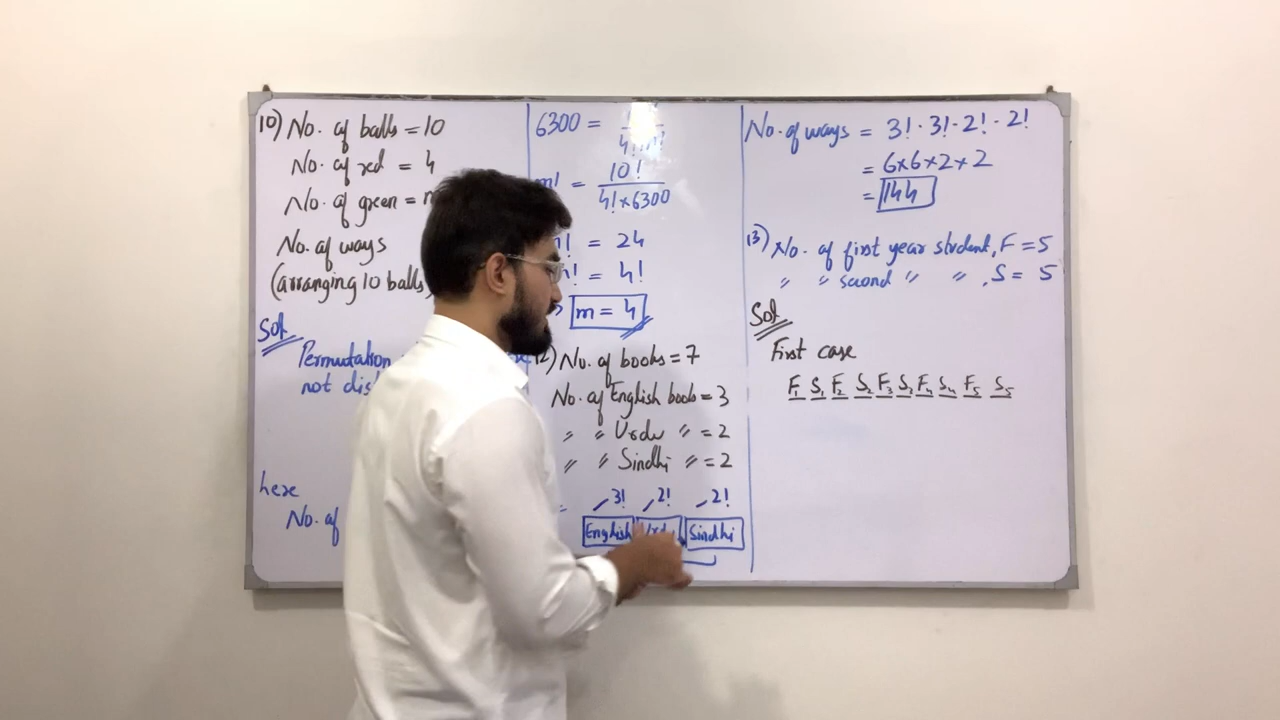 10) No. of balls = 10
No. of red = 4
No. of green =
No. of ways
(arranging 10 balls)
Sol
Permutation
not dis
here
No. of
6300 =
4! m!
m! = 10! / 4! × 6300
! = 24
! = 4!
m = 4
12) No. of books = 7
No. of English books = 3
〃 〃 Urdu 〃 = 2
〃 〃 Sindhi 〃 = 2
3! 2! 2!
English Urdu Sindhi
No. of ways = 3! · 3! · 2! · 2!
= 6×6×2×2
= 144
13) No. of first year student, F = 5
〃 〃 second 〃 〃 , S = 5
Sol
First case
F₁ S₁ F₂ S₂ F₃ S₃ F₄ S₄ F₅ S₅